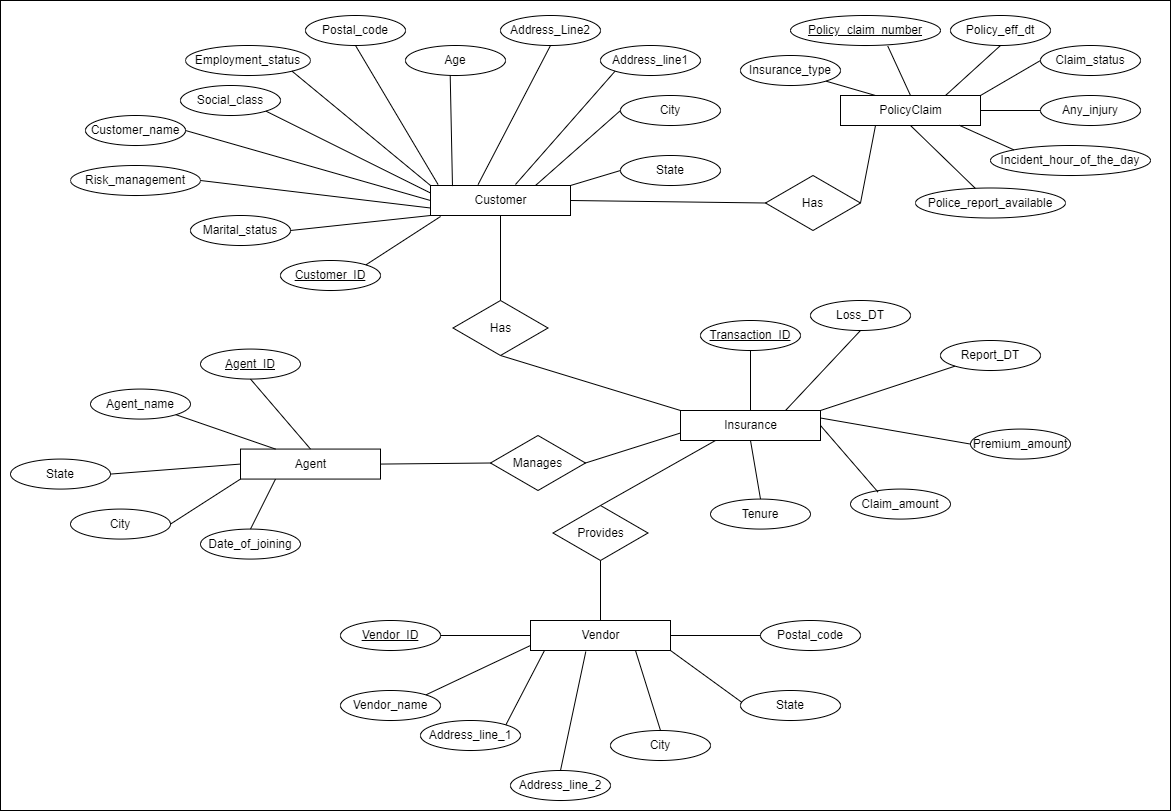 Postal_code
Address_Line2
Policy_claim_number
Policy_eff_dt
Employment_status
Age
Address_line1
Insurance_type
Claim_status
Social_class
City
PolicyClaim
Any_injury
Customer_name
Incident_hour_of_the_day
Risk_management
State
Customer
Has
Police_report_available
Marital_status
Customer_ID
Has
Transaction_ID
Loss_DT
Report_DT
Agent_ID
Agent_name
Insurance
Premium_amount
State
Agent
Manages
Claim_amount
Tenure
City
Date_of_joining
Provides
Vendor_ID
Vendor
Postal_code
Vendor_name
State
Address_line_1
City
Address_line_2